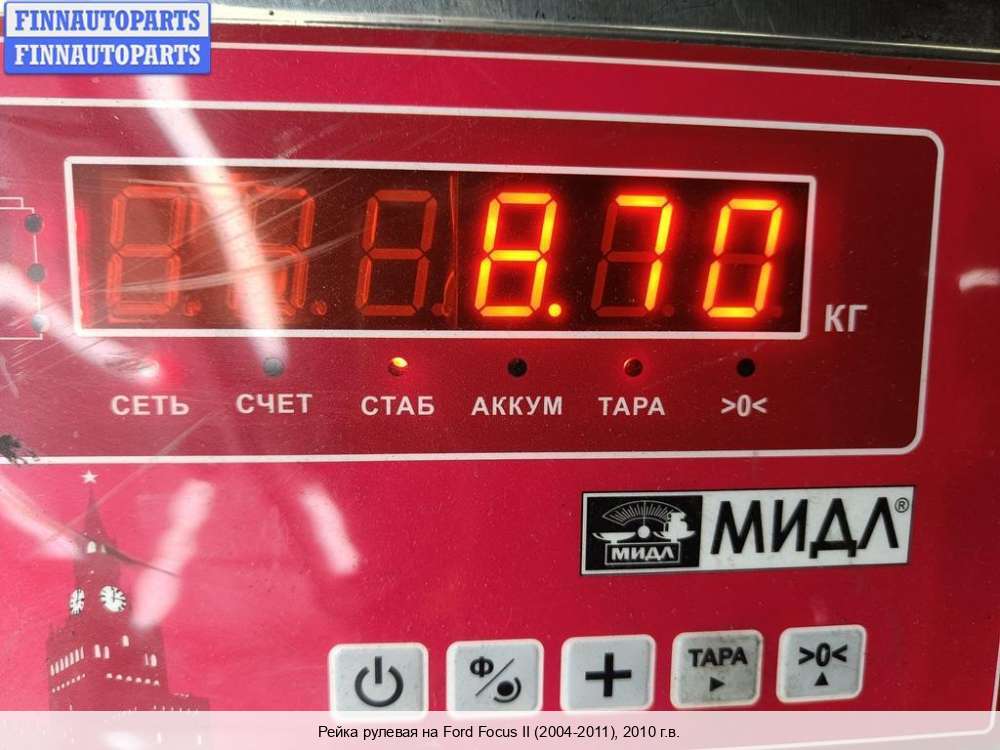 FINNAUTOPARTS
FINNAUTOPARTS
8.70
КГ
СЕТЬ СЧЕТ СТАБ АККУМ ТАРА >0<
МИДЛ МИДЛ®
Ф ТАРА >0<
Рейка рулевая на Ford Focus II (2004-2011), 2010 г.в.